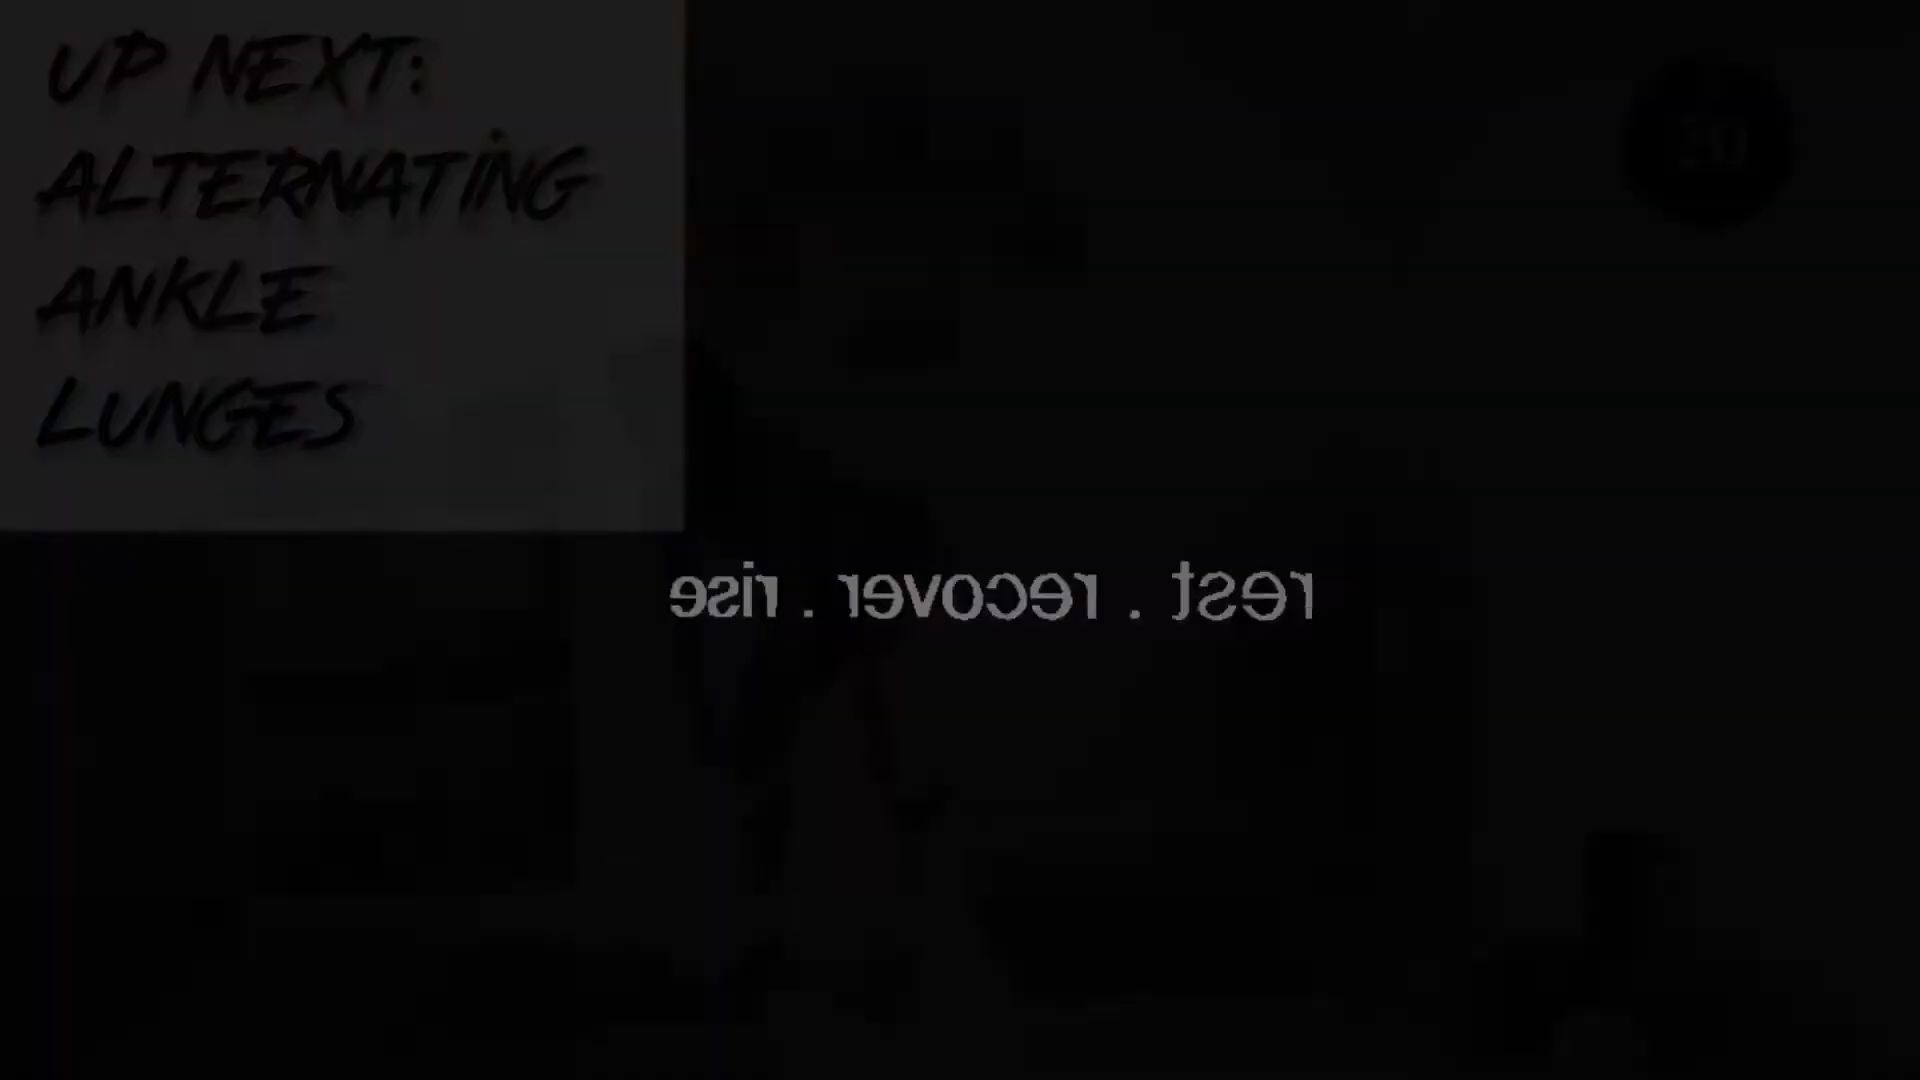 UP NEXT:
ALTERNATING
ANKLE
LUNGES
rest . recover . rise